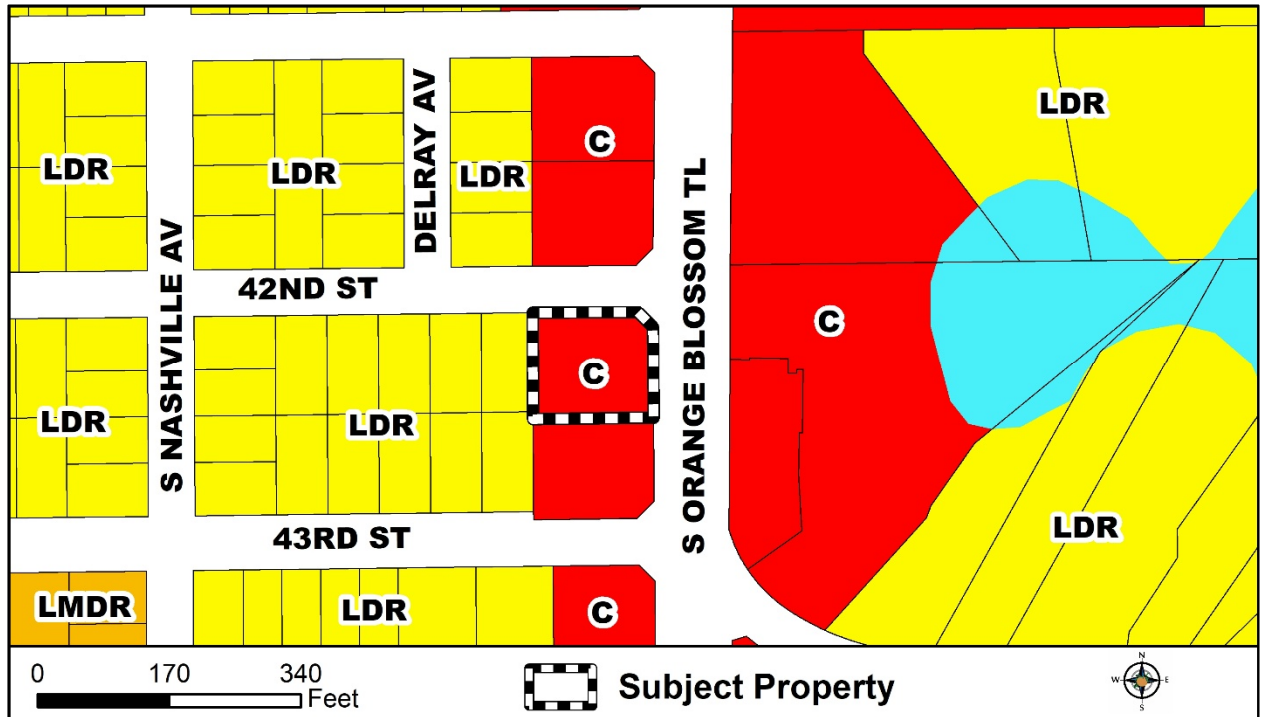 LDR
C
LDR
LDR
LDR
DELRAY AV
S NASHVILLE AV
S ORANGE BLOSSOM TL
42ND ST
C
C
LDR
LDR
LDR
43RD ST
LMDR
LDR
C
0 170 340
Feet
Subject Property
N
W E
S